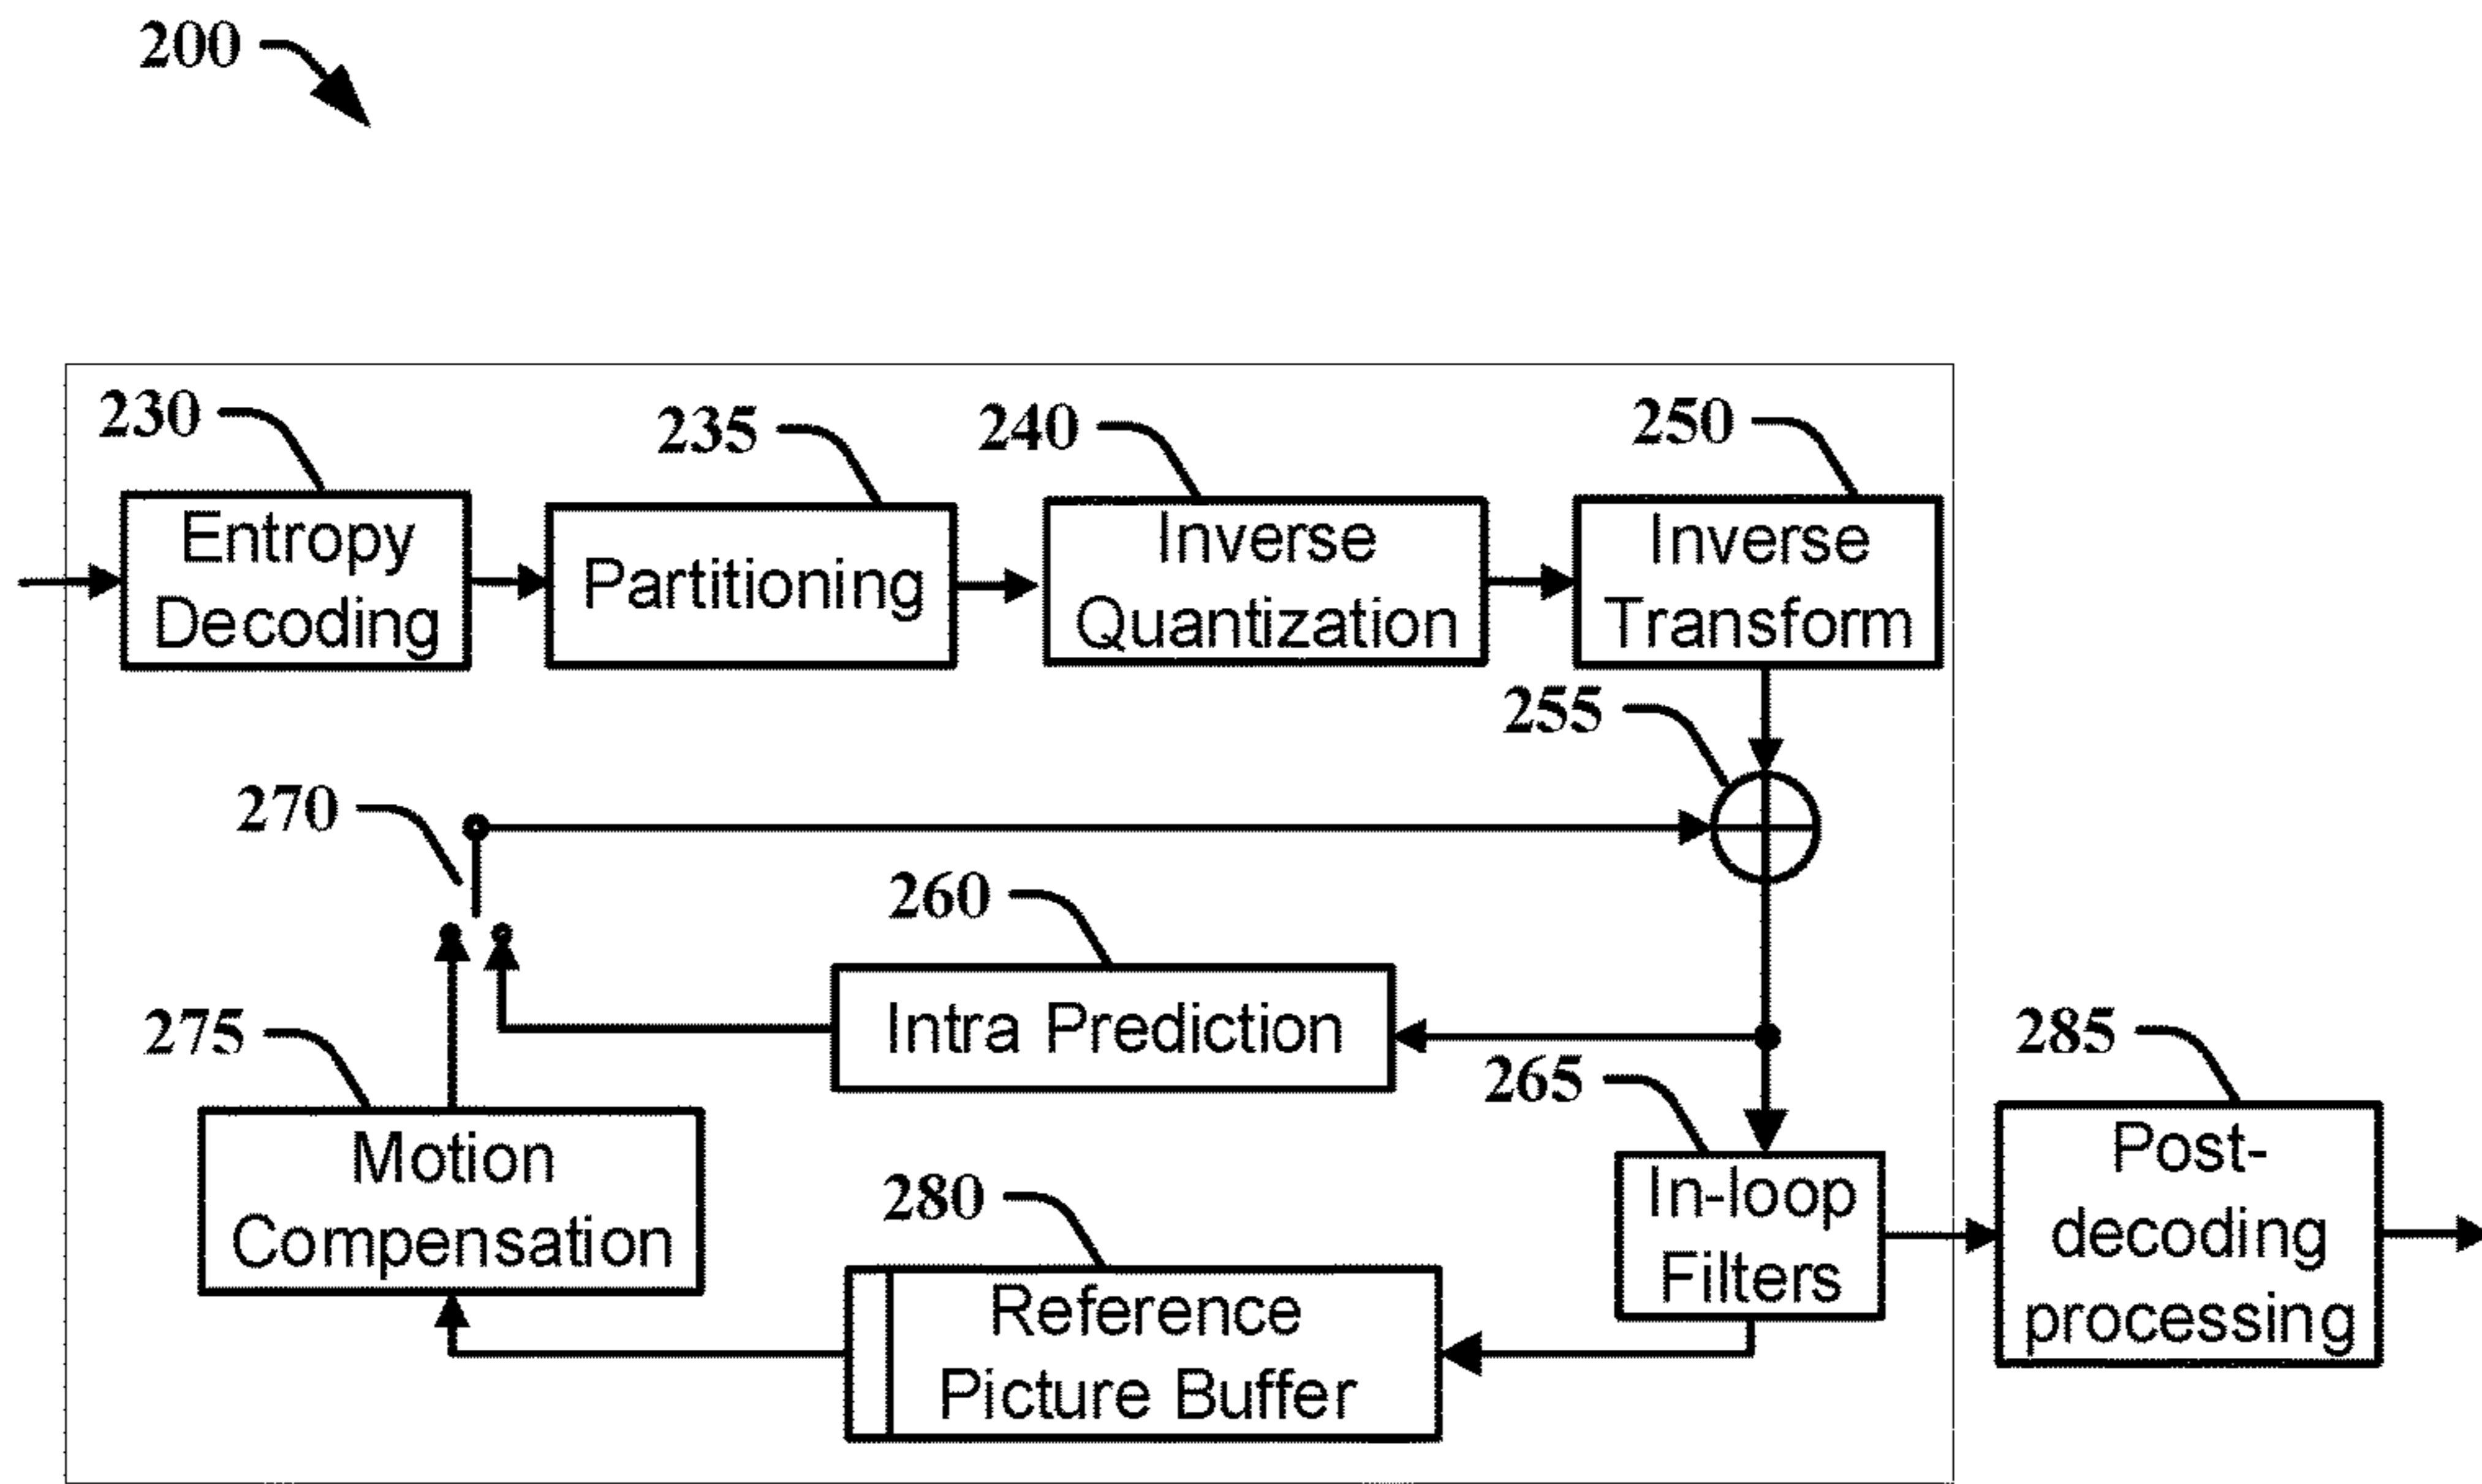 200
230
235
240
250
Entropy
Decoding
Partitioning
Inverse
Quantization
Inverse
Transform
255
270
260
Intra Prediction
275
265
285
Motion
Compensation
280
In-loop
Filters
Post-
decoding
processing
Reference
Picture Buffer